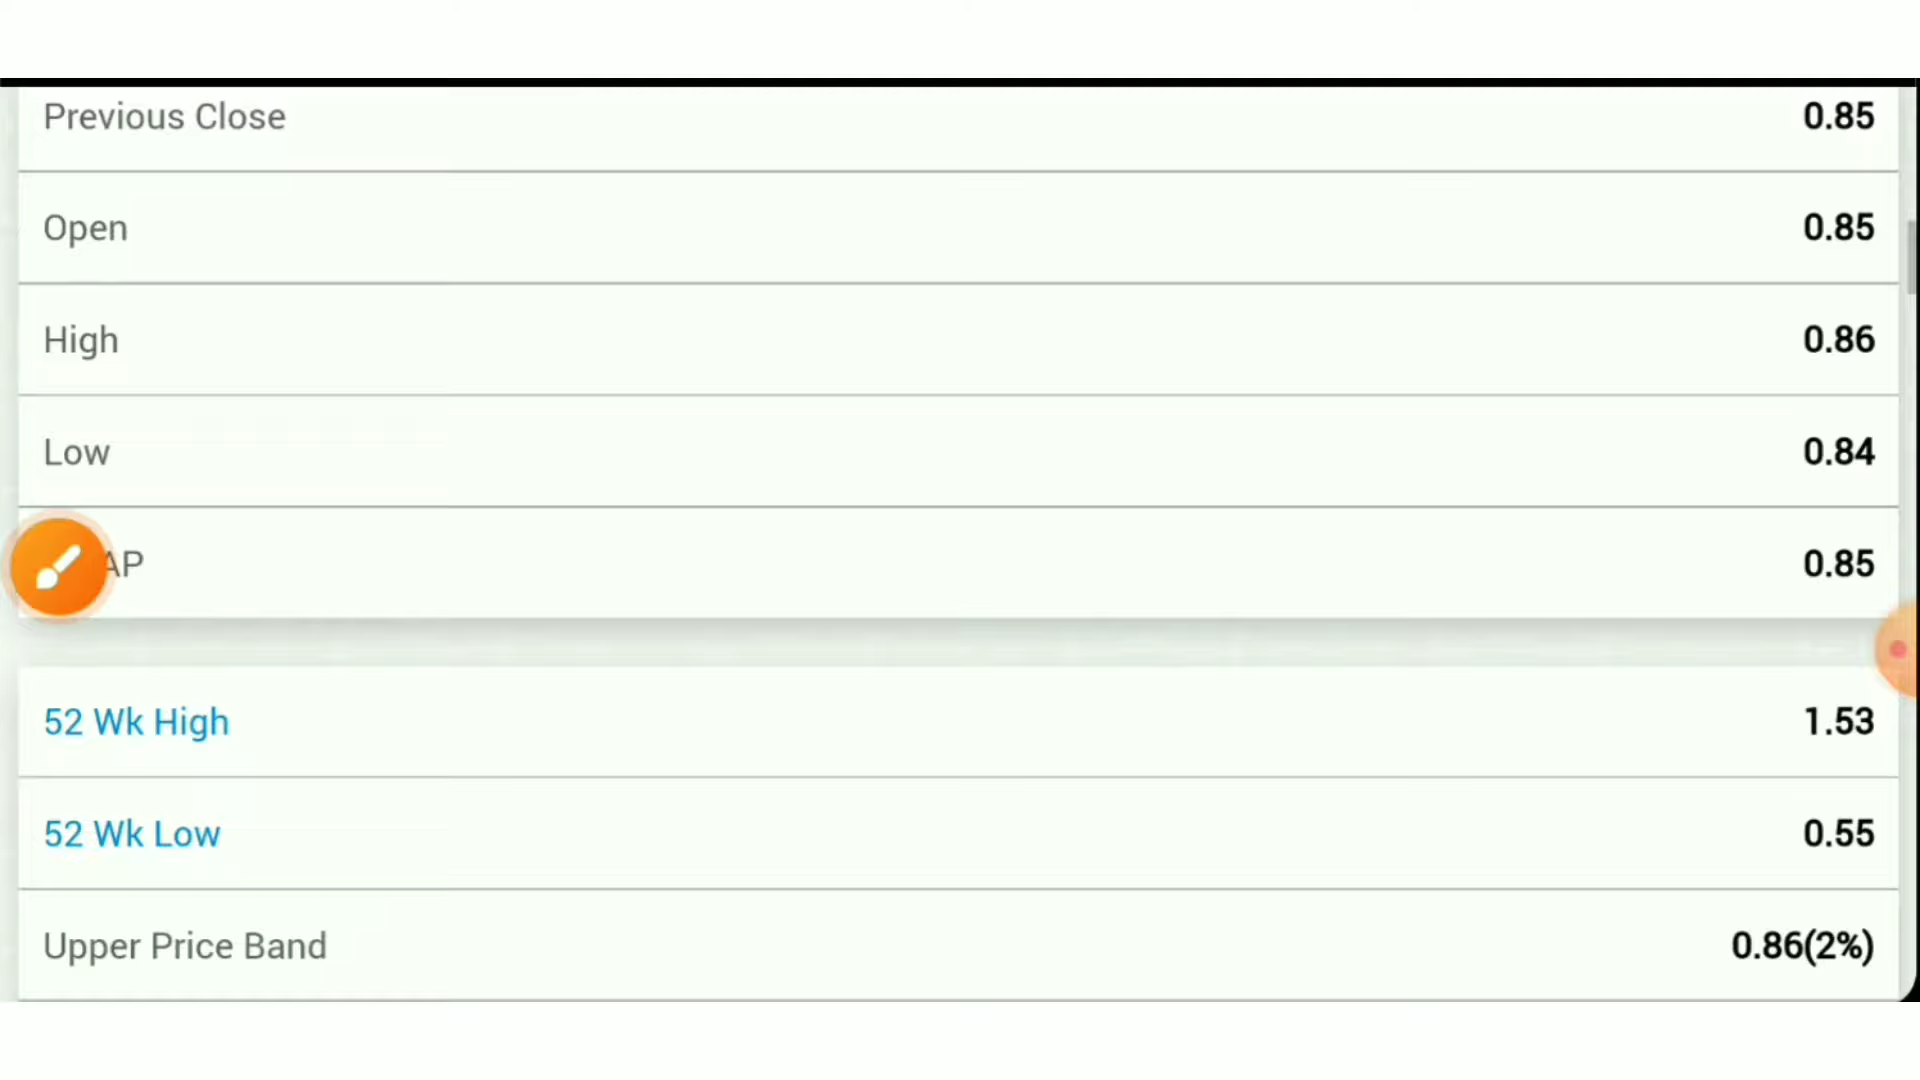 Previous Close 0.85
Open 0.85
High 0.86
Low 0.84
AP 0.85
52 Wk High 1.53
52 Wk Low 0.55
Upper Price Band 0.86(2%)